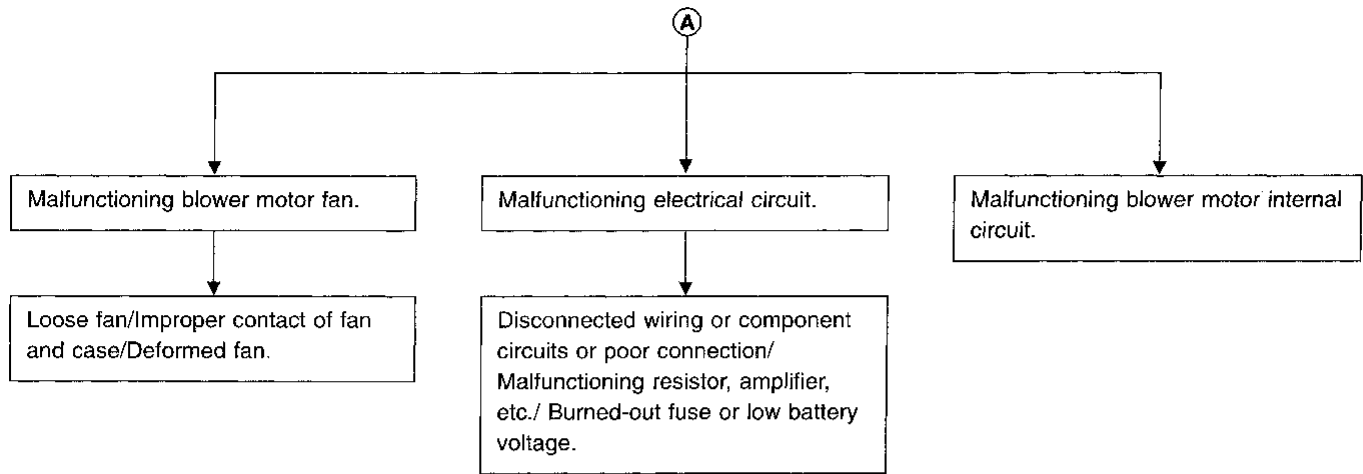 A
Malfunctioning blower motor fan.
Malfunctioning electrical circuit.
Malfunctioning blower motor internal
circuit.
Loose fan/Improper contact of fan
and case/Deformed fan.
Disconnected wiring or component
circuits or poor connection/
Malfunctioning resistor, amplifier,
etc./ Burned-out fuse or low battery
voltage.